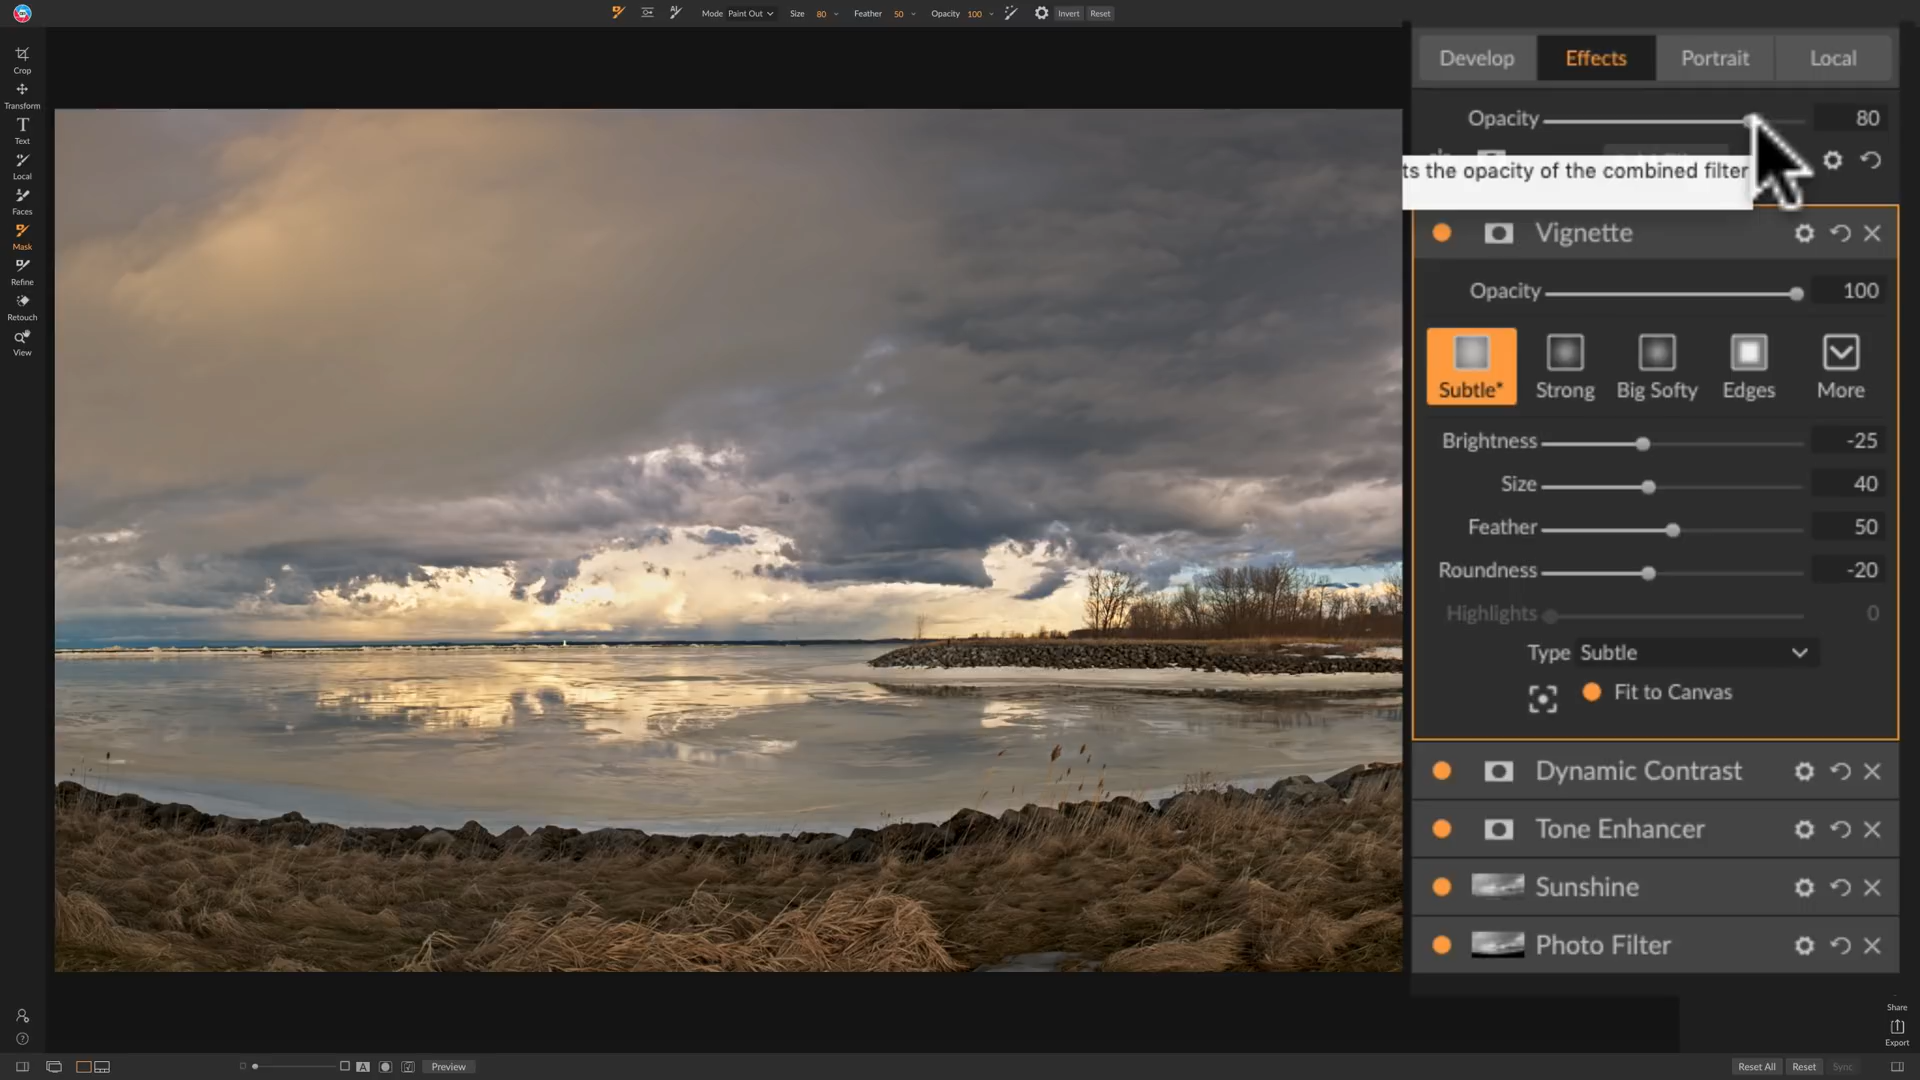 Mode Paint Out Size 80 Feather 50 Opacity 100 Invert Reset
Crop
Transform
Text
Local
Faces
Mask
Refine
Retouch
View
Develop Effects Portrait Local
Opacity 80
ts the opacity of the combined filter
Vignette
Opacity 100
Subtle* Strong Big Softy Edges More
Brightness -25
Size 40
Feather 50
Roundness -20
Highlights 0
Type Subtle
Fit to Canvas
Dynamic Contrast
Tone Enhancer
Sunshine
Photo Filter
Share
Export
A Preview Reset All Reset Sync